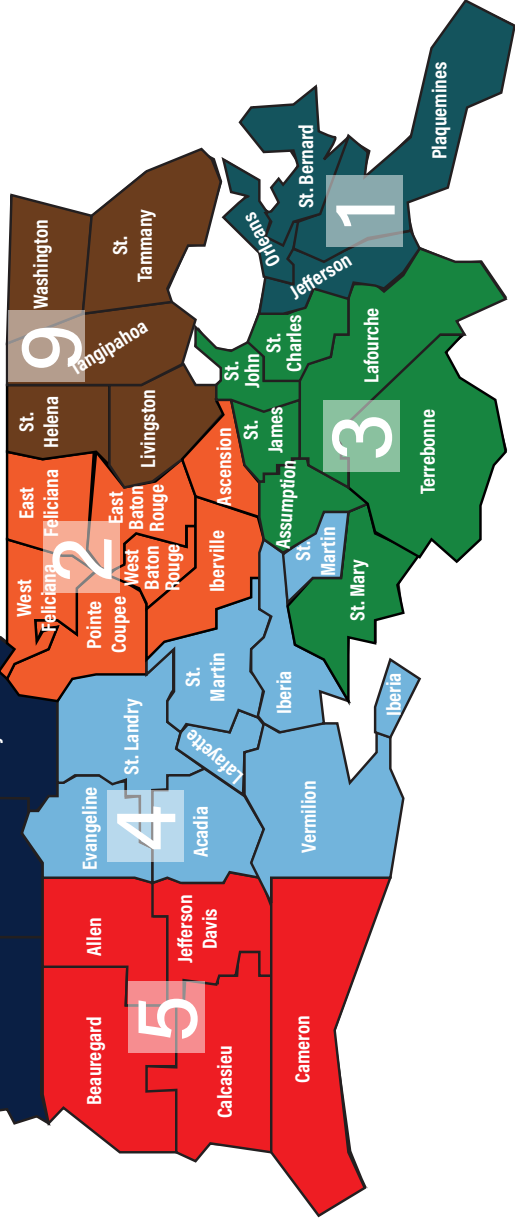 Washington
9
Tangipahoa
St.
Tammany
St.
Helena
Livingston
East
Feliciana
West
Feliciana
2
East
Baton
Rouge
West
Baton
Rouge
Pointe
Coupee
Iberville
Ascension
St. Bernard
Orleans
Plaquemines
1
Jefferson
St.
John
St.
Charles
St.
James
Lafourche
3
Assumption
Terrebonne
St. Mary
St.
Martin
St.
Martin
Iberia
Iberia
St. Landry
Lafayette
Evangeline
4
Acadia
Vermilion
Allen
Jefferson
Davis
5
Beauregard
Calcasieu
Cameron